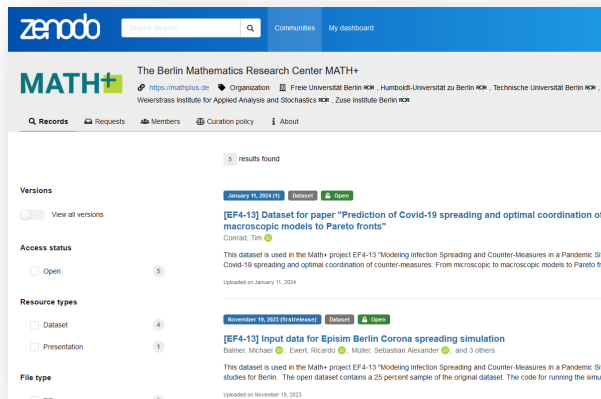 zenodo
Search records...
Communities
My dashboard
MATH+
The Berlin Mathematics Research Center MATH+
https://mathplus.de Organization Freie Universität Berlin ROR , Humboldt-Universität zu Berlin ROR , Technische Universität Berlin ROR ,
Weierstrass Institute for Applied Analysis and Stochastics ROR , Zuse Institute Berlin ROR
Records Requests Members Curation policy About
5 results found
Versions
View all versions
Access status
Open 5
Resource types
Dataset 4
Presentation 1
File type
January 11, 2024 (1) Dataset Open
[EF4-13] Dataset for paper "Prediction of Covid-19 spreading and optimal coordination of
macroscopic models to Pareto fronts"
Conrad, Tim
This dataset is used in the Math+ project EF4-13 "Modeling Infection Spreading and Counter-Measures in a Pandemic Si
Covid-19 spreading and optimal coordination of counter-measures: From microscopic to macroscopic models to Pareto f
Uploaded on January 11, 2024
November 19, 2023 (firstrelease) Dataset Open
[EF4-13] Input data for Episim Berlin Corona spreading simulation
Balmer, Michael ; Ewert, Ricardo ; Müller, Sebastian Alexander ; and 3 others
This dataset is used in the Math+ project EF4-13 "Modeling Infection Spreading and Counter-Measures in a Pandemic Si
studies for Berlin. The open dataset contains a 25 percent sample of the original dataset. The code for running the simu
Uploaded on November 19, 2023